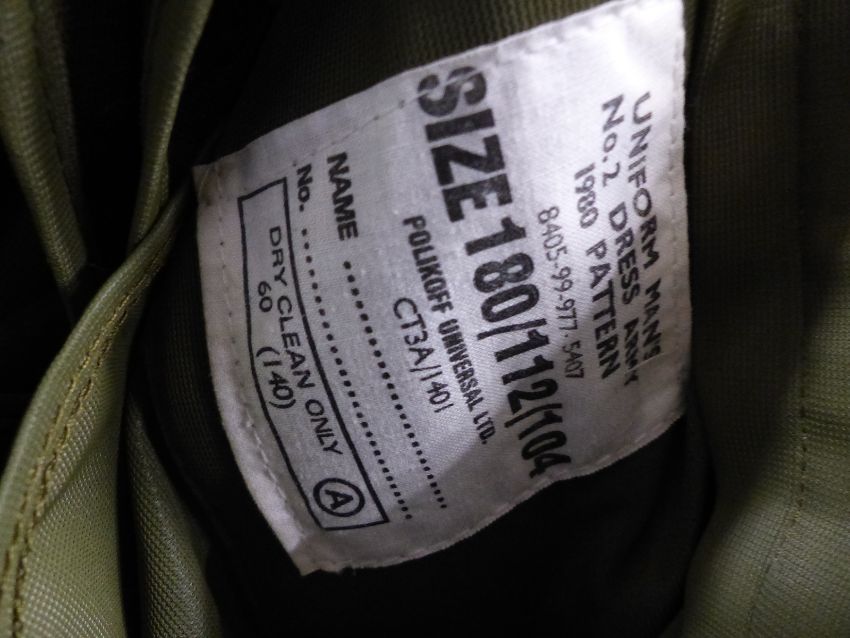 UNIFORM MAN'S
No.2 DRESS ARMY
1980 PATTERN
8405-99-977.5407
SIZE 180/112/104
POLIKOFF UNIVERSAL LTD.
CT3A/1401
NAME ....................
No. ..............................
DRY CLEAN ONLY
60 (140) A